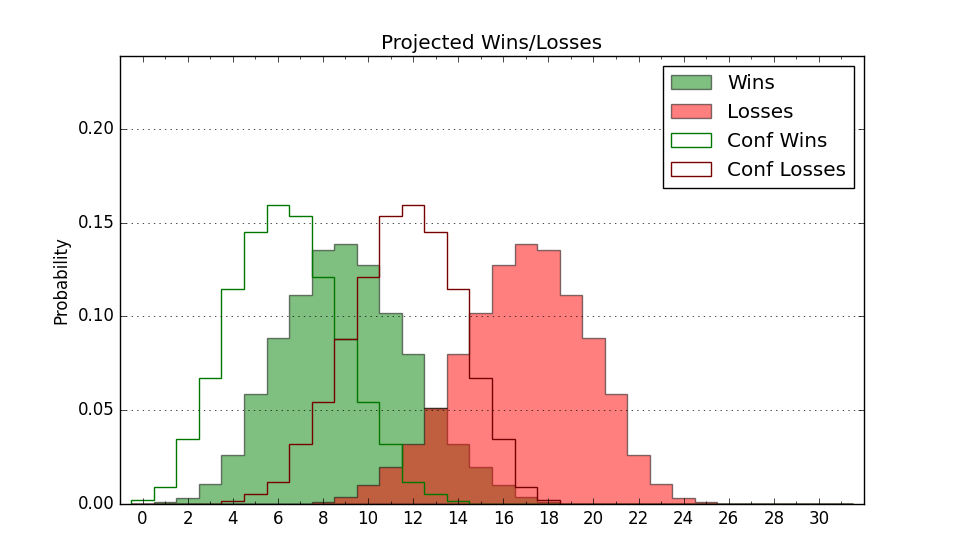 Projected Wins/Losses
Wins
Losses
Conf Wins
Conf Losses
Probability
0.20
0.15
0.10
0.05
0.00
0 2 4 6 8 10 12 14 16 18 20 22 24 26 28 30